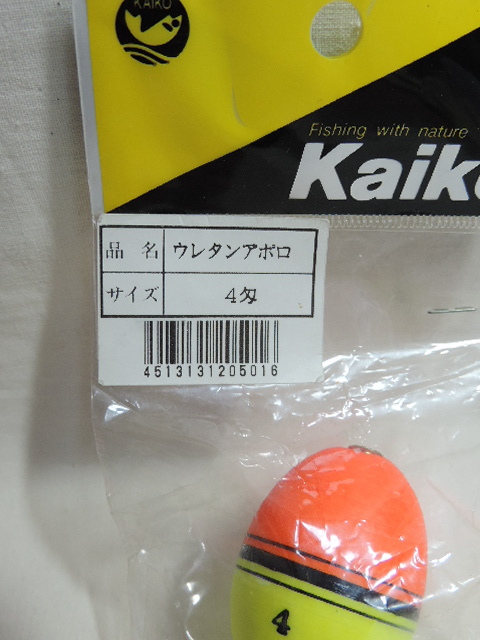 KAIKO
Fishing with nature
Kaiko
品 名 ウレタンアポロ
サイズ 4匁
4513131205016
4